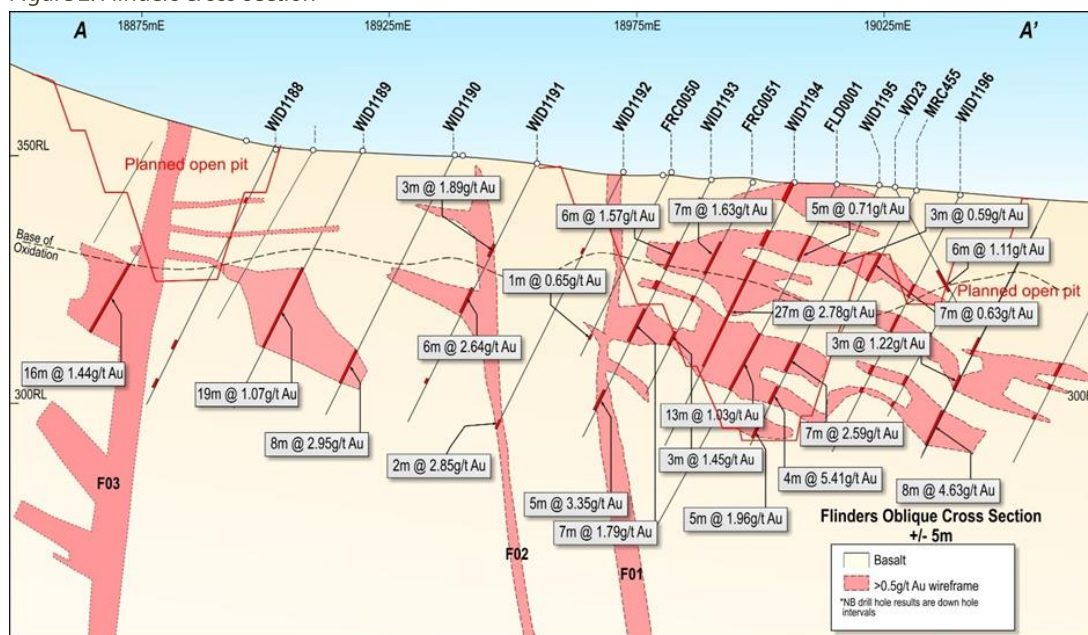 A
18875mE
18925mE
18975mE
19025mE
A'
WID1188
WID1189
WID1190
WID1191
WID1192
FRC0050
WID1193
FRC0051
WID1194
FLD0001
WID1195
WD23
MRC455
WID1196
350RL
Planned open pit
3m @ 1.89g/t Au
6m @ 1.57g/t Au
7m @ 1.63g/t Au
5m @ 0.71g/t Au
3m @ 0.59g/t Au
6m @ 1.11g/t Au
Base of
Oxidation
1m @ 0.65g/t Au
Planned open pit
27m @ 2.78g/t Au
7m @ 0.63g/t Au
6m @ 2.64g/t Au
3m @ 1.22g/t Au
16m @ 1.44g/t Au
19m @ 1.07g/t Au
300RL
300
13m @ 1.03g/t Au
7m @ 2.59g/t Au
8m @ 2.95g/t Au
2m @ 2.85g/t Au
3m @ 1.45g/t Au
4m @ 5.41g/t Au
8m @ 4.63g/t Au
F03
5m @ 3.35g/t Au
7m @ 1.79g/t Au
5m @ 1.96g/t Au
F02
F01
Flinders Oblique Cross Section
+/- 5m
Basalt
>0.5g/t Au wireframe
*NB drill hole results are down hole
intervals